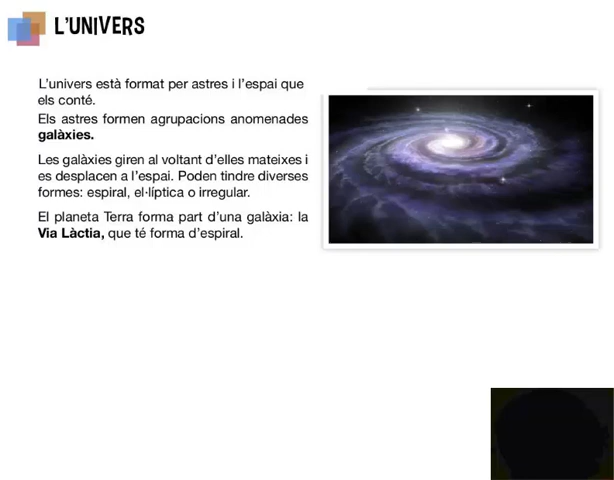 L'UNIVERS
L'univers està format per astres i l'espai que
els conté.
Els astres formen agrupacions anomenades
galàxies.
Les galàxies giren al voltant d'elles mateixes i
es desplacen a l'espai. Poden tindre diverses
formes: espiral, el·líptica o irregular.
El planeta Terra forma part d'una galàxia: la
Via Làctia, que té forma d'espiral.